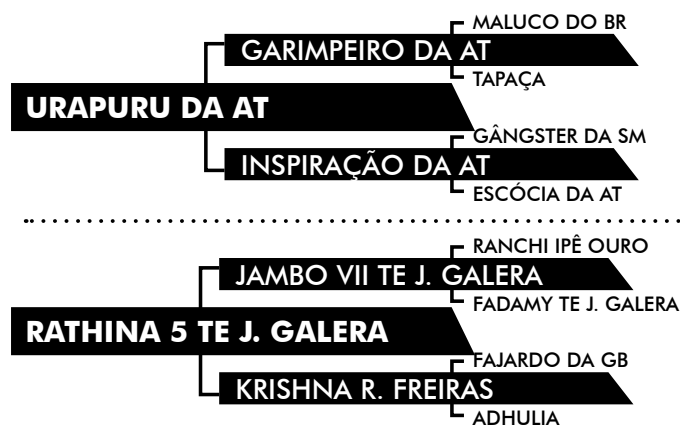 MALUCO DO BR
GARIMPEIRO DA AT
TAPAÇA
URAPURU DA AT
GÂNGSTER DA SM
INSPIRAÇÃO DA AT
ESCÓCIA DA AT
RANCHI IPÊ OURO
JAMBO VII TE J. GALERA
FADAMY TE J. GALERA
RATHINA 5 TE J. GALERA
FAJARDO DA GB
KRISHNA R. FREIRAS
ADHULIA